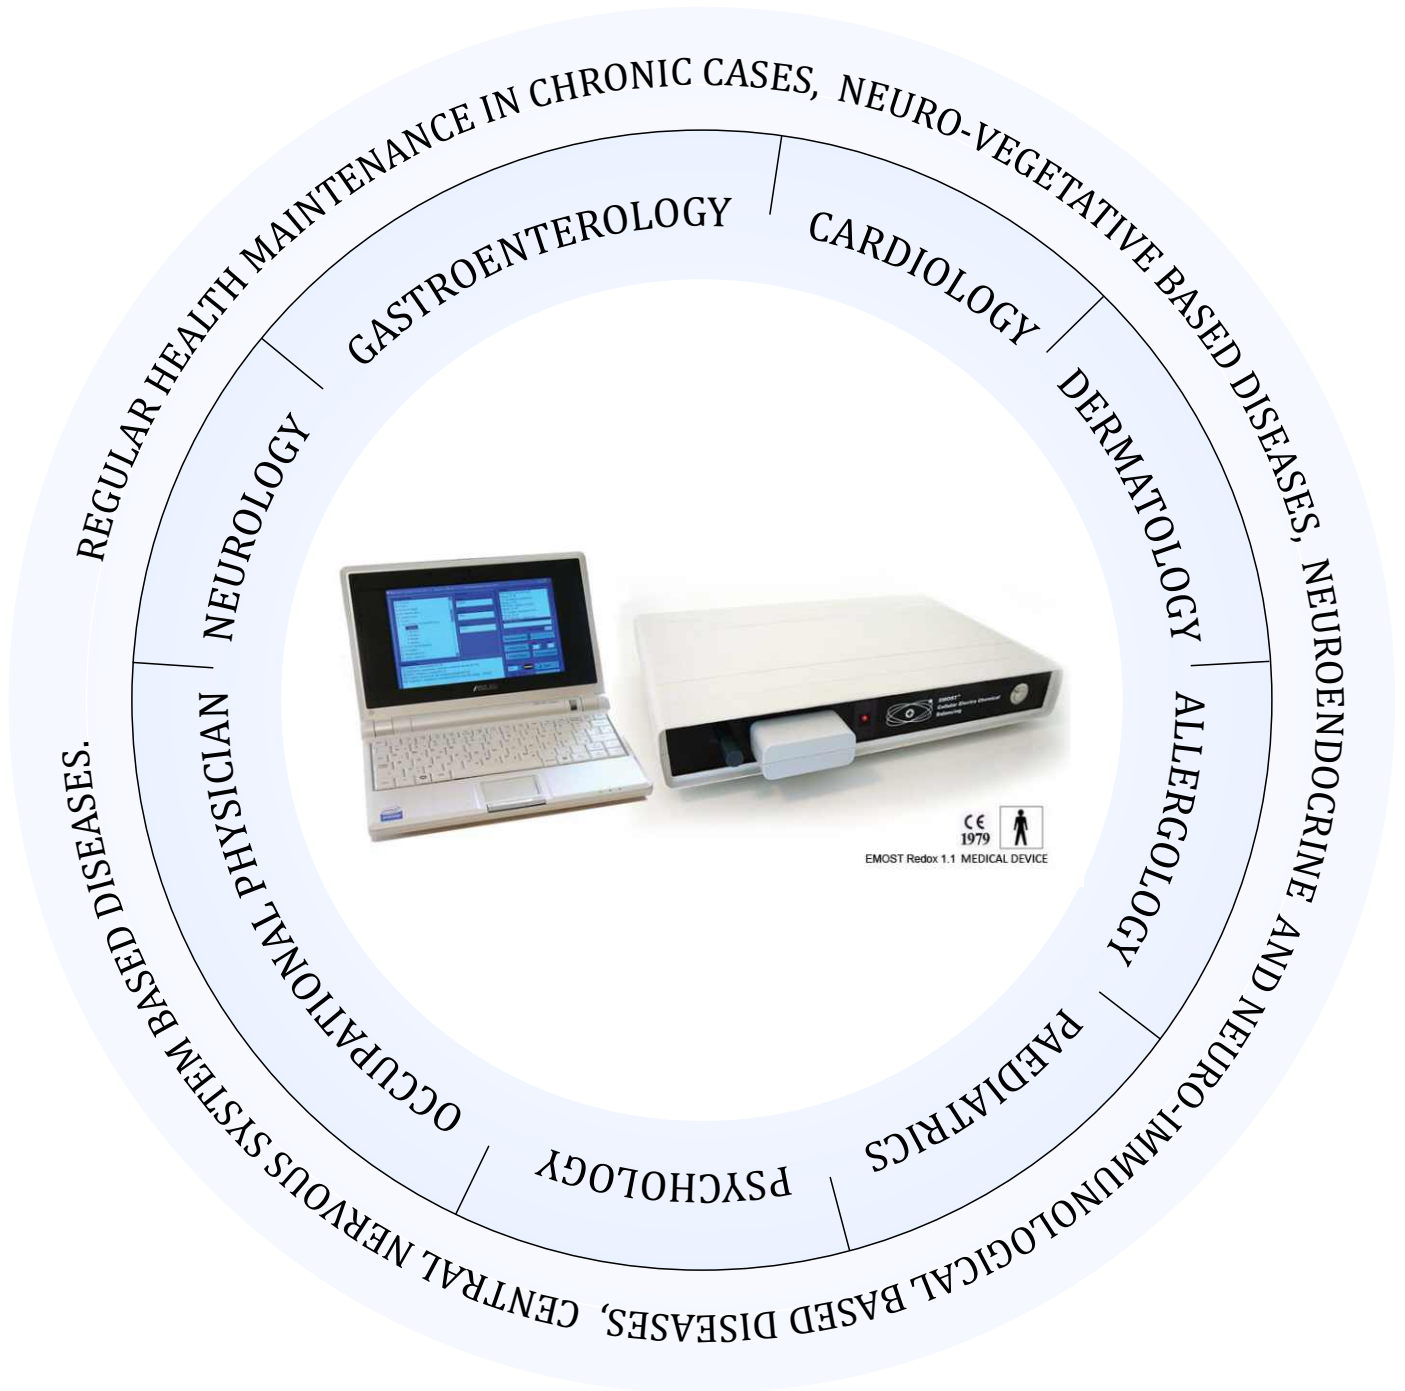 REGULAR HEALTH MAINTENANCE IN CHRONIC CASES, NEURO-VEGETATIVE BASED DISEASES, NEUROENDOCRINE AND NEURO-IMMUNOLOGICAL BASED DISEASES, CENTRAL NERVOUS SYSTEM BASED DISEASES.
GASTROENTEROLOGY
CARDIOLOGY
DERMATOLOGY
ALLERGOLOGY
PAEDIATRICS
PSYCHOLOGY
OCCUPATIONAL PHYSICIAN
NEUROLOGY
EMOST
Cellular Electro Chemical
Balancing
CE
1979
EMOST Redox 1.1 MEDICAL DEVICE